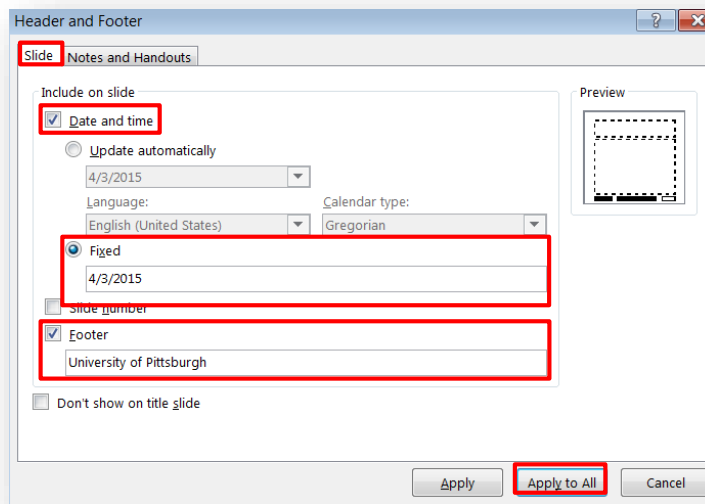 Header and Footer
Slide Notes and Handouts
Include on slide
Preview
Date and time
Update automatically
4/3/2015
Language: Calendar type:
English (United States) Gregorian
Fixed
4/3/2015
Slide number
Footer
University of Pittsburgh
Don't show on title slide
Apply Apply to All Cancel